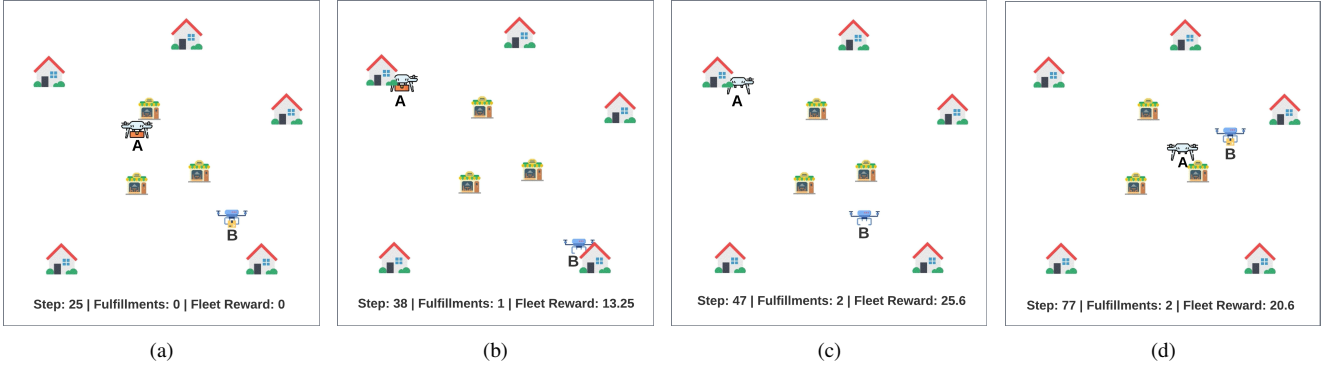 A
B
Step: 25 | Fulfillments: 0 | Fleet Reward: 0
(a)
A
B
Step: 38 | Fulfillments: 1 | Fleet Reward: 13.25
(b)
A
B
Step: 47 | Fulfillments: 2 | Fleet Reward: 25.6
(c)
A
B
Step: 77 | Fulfillments: 2 | Fleet Reward: 20.6
(d)